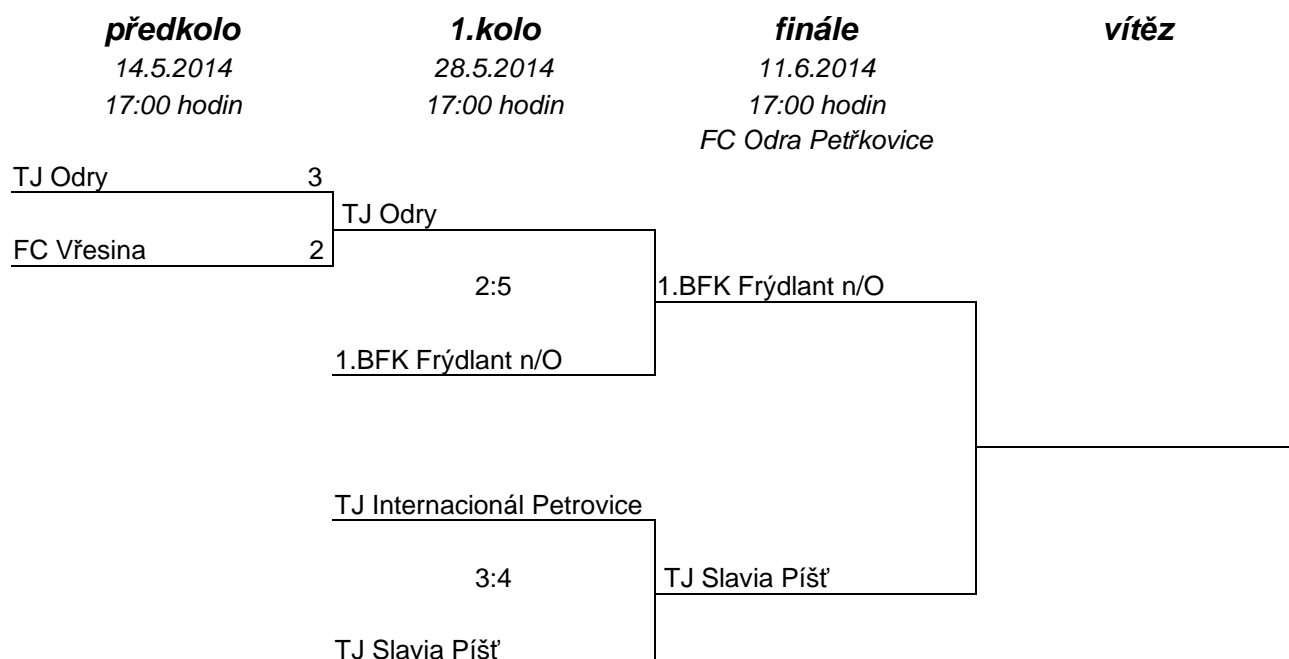 předkolo 1.kolo finále vítěz
14.5.2014 28.5.2014 11.6.2014
17:00 hodin 17:00 hodin 17:00 hodin
FC Odra Petřkovice
TJ Odry 3
TJ Odry
FC Vřesina 2
2:5 1.BFK Frýdlant n/O
1.BFK Frýdlant n/O
TJ Internacionál Petrovice
3:4 TJ Slavia Píšť
TJ Slavia Píšť